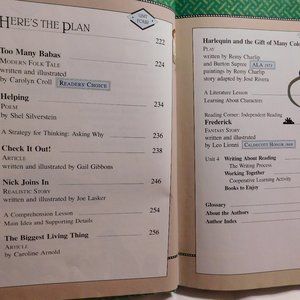 HERE'S THE PLAN
UNIT
FOUR
222
Too Many Babas
MODERN FOLK TALE
written and illustrated
by Carolyn Croll
READERS' CHOICE
224
Helping
POEM
by Shel Silverstein
234
A Strategy for Thinking: Asking Why
236
Check It Out!
ARTICLE
written and illustrated
by Gail Gibbons
238
Nick Joins In
REALISTIC STORY
written and illustrated by Joe Lasker
246
A Comprehension Lesson
Main Idea and Supporting Details
254
The Biggest Living Thing
ARTICLE
by Caroline Arnold
256
Harlequin and the Gift of Many Colo
PLAY
written by Remy Charlip
and Burton Supree
ALA 1973
paintings by Remy Charlip
story adapted by José Rivera
A Literature Lesson
Learning About Characters
Reading Corner: Independent Reading
Frederick
FANTASY STORY
written and illustrated
by Leo Lionni
CALDECOTT HONOR 1968
Unit 4
Writing About Reading
The Writing Process
Working Together
Cooperative Learning Activity
Books to Enjoy
Glossary
About the Authors
Author Index